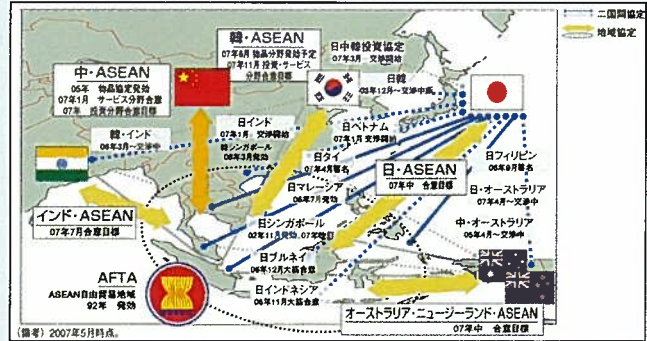 二国間協定
地域協定
韓・ASEAN
07年6月 物品分野発効予定
07年11月 投資・サービス
分野合意目標
日中韓投資協定
07年3月～交渉開始
中・ASEAN
05年 物品協定発効
07年1月 サービス分野合意
07年 投資分野合意目標
日韓
03年12月～交渉中断
韓・インド
06年3月～交渉中
日インド
07年1月～交渉開始
韓シンガポール
06年3月発効
日ベトナム
07年1月 交渉開始
日タイ
07年4月署名
日フィリピン
06年9月署名
日・ASEAN
07年中 合意目標
日マレーシア
06年7月発効
日・オーストラリア
07年4月～交渉中
インド・ASEAN
07年7月合意目標
日シンガポール
02年11月発効、07年改訂
中・オーストラリア
05年4月～交渉中
日ブルネイ
06年12月大筋合意
AFTA
ASEAN自由貿易地域
92年 発効
日インドネシア
06年11月大筋合意
オーストラリア・ニュージーランド・ASEAN
07年中 合意目標
(備考) 2007年5月時点。